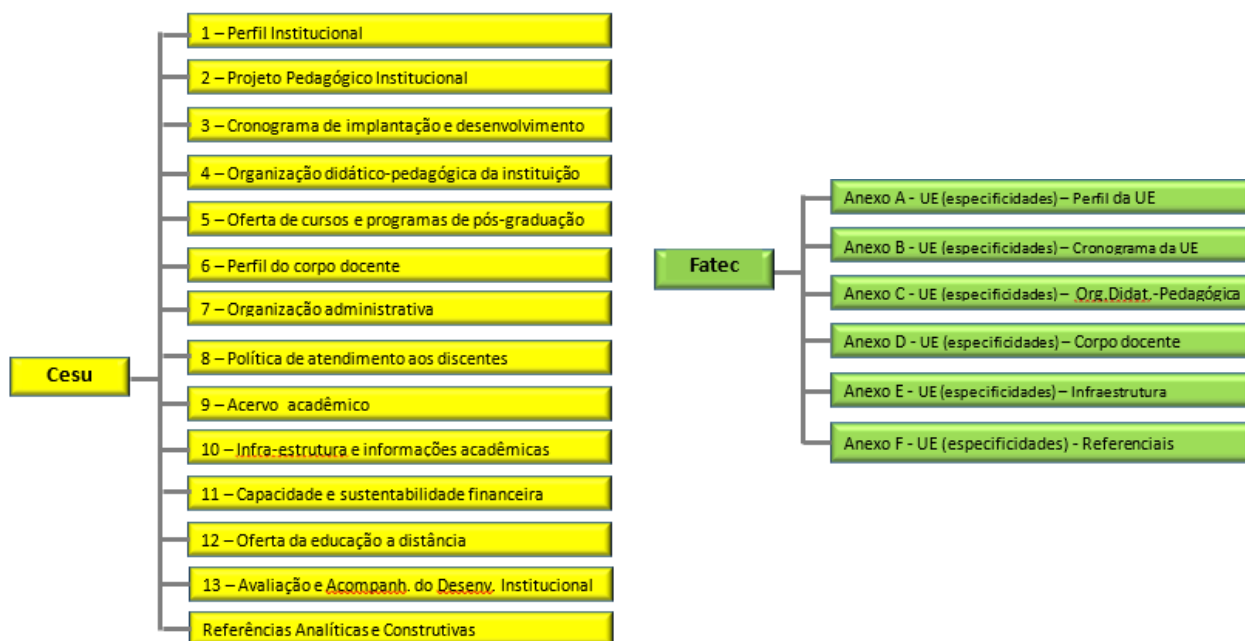 Cesu
1 – Perfil Institucional
2 – Projeto Pedagógico Institucional
3 – Cronograma de implantação e desenvolvimento
4 – Organização didático-pedagógica da instituição
5 – Oferta de cursos e programas de pós-graduação
6 – Perfil do corpo docente
7 – Organização administrativa
8 – Política de atendimento aos discentes
9 – Acervo acadêmico
10 – Infra-estrutura e informações acadêmicas
11 – Capacidade e sustentabilidade financeira
12 – Oferta da educação a distância
13 – Avaliação e Acompanh. do Desenv. Institucional
Referências Analíticas e Construtivas
Fatec
Anexo A - UE (especificidades) – Perfil da UE
Anexo B - UE (especificidades) – Cronograma da UE
Anexo C - UE (especificidades) – Org.Didat.-Pedagógica
Anexo D - UE (especificidades) – Corpo docente
Anexo E - UE (especificidades) – Infraestrutura
Anexo F - UE (especificidades) - Referenciais